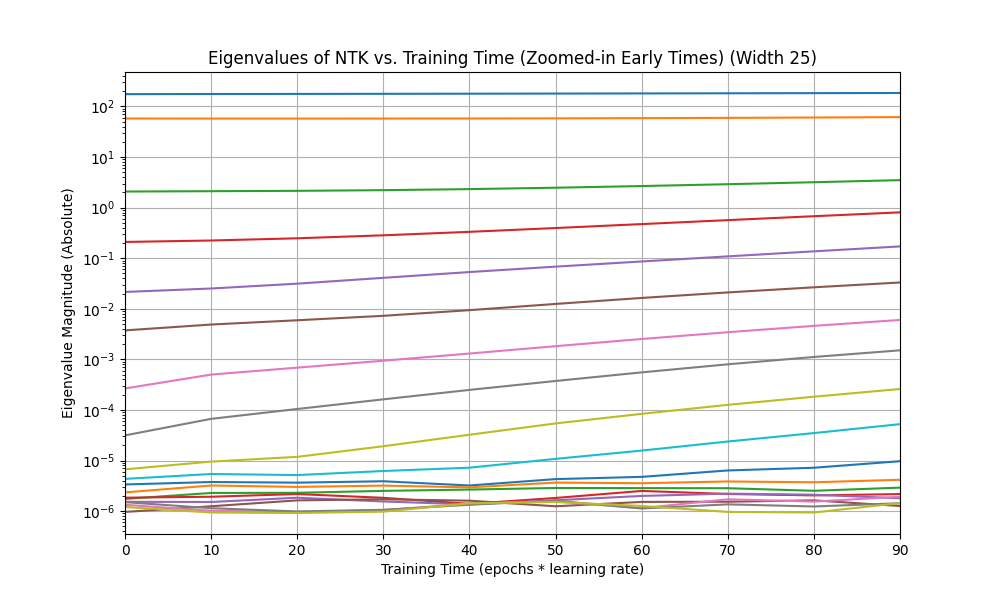 Eigenvalues of NTK vs. Training Time (Zoomed-in Early Times) (Width 25)
Eigenvalue Magnitude (Absolute)
10²
10¹
10⁰
10⁻¹
10⁻²
10⁻³
10⁻⁴
10⁻⁵
10⁻⁶
0 10 20 30 40 50 60 70 80 90
Training Time (epochs * learning rate)